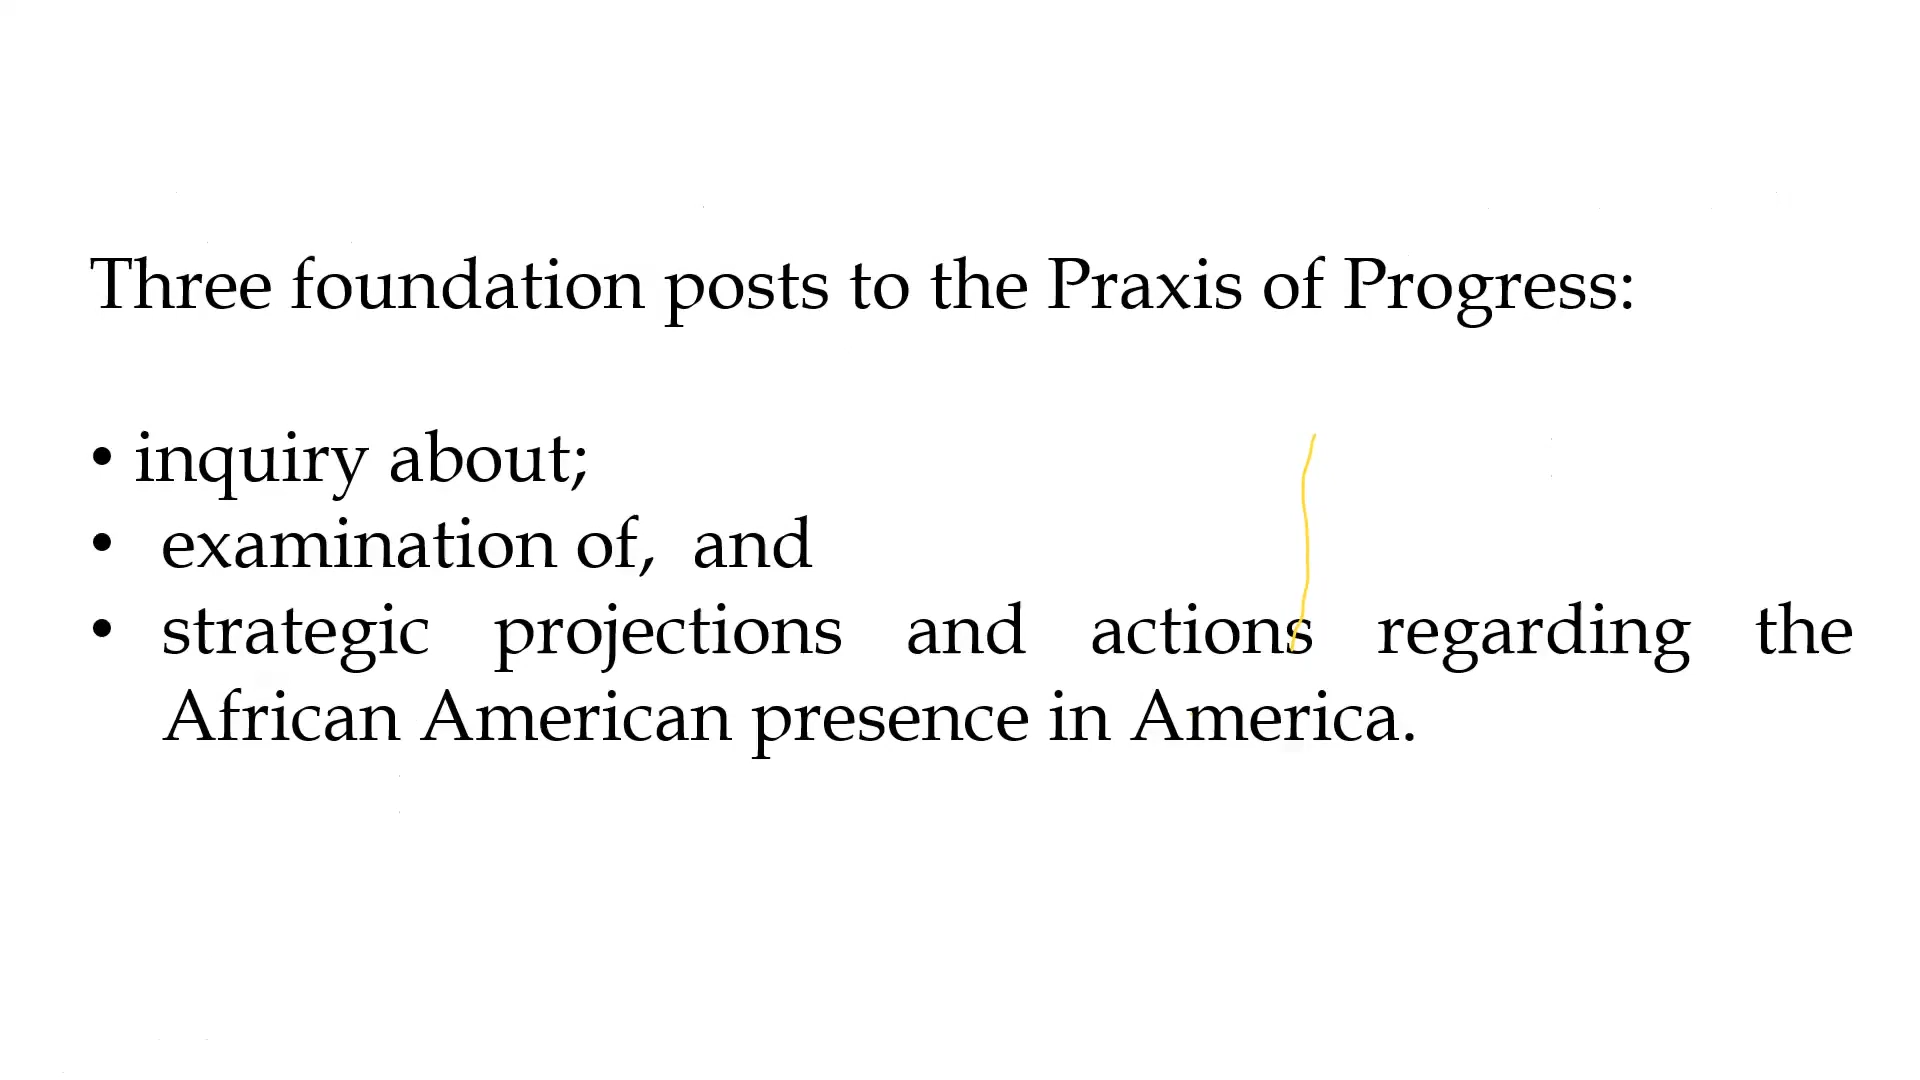 Three foundation posts to the Praxis of Progress:
• inquiry about;
• examination of, and
• strategic projections and actions regarding the
African American presence in America.